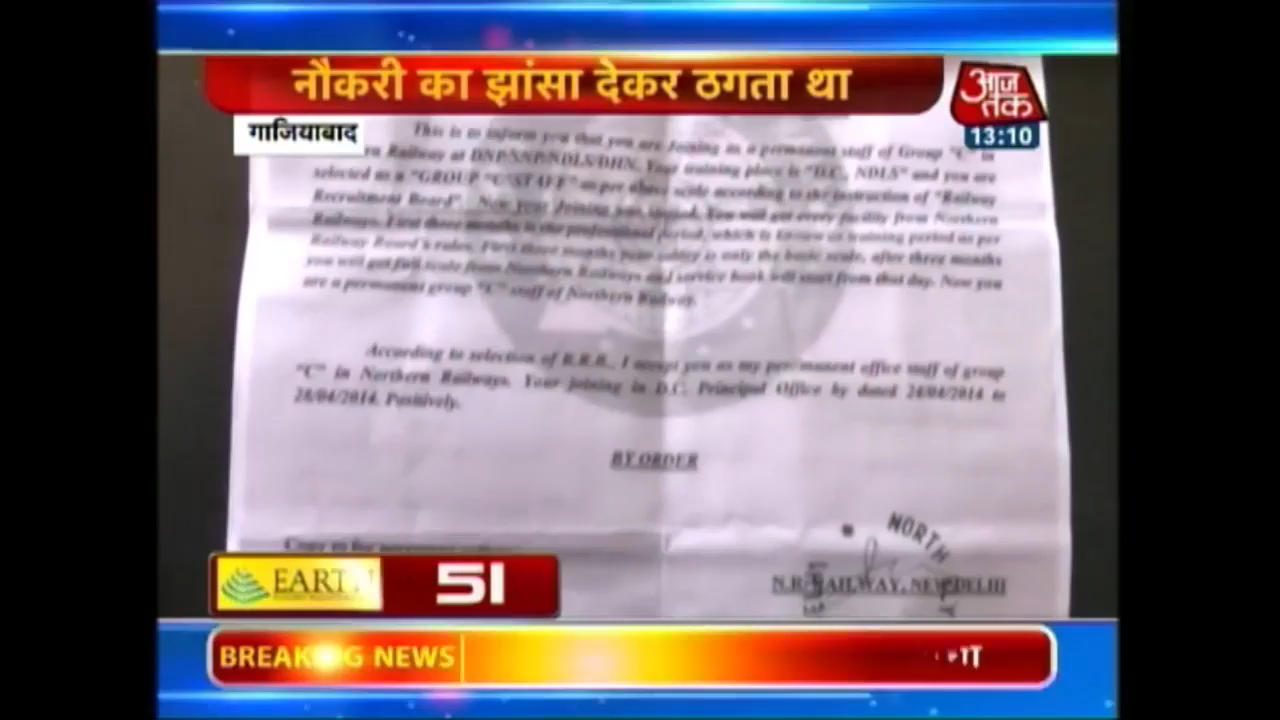 नौकरी का झांसा देकर ठगता था
आज तक
13:10
गाजियाबाद
This is to inform you that you are Joining as a permanent staff of Group "C" in
Railway at DNP/SNP/NDLS/DHN. Your training place is "D.C., NDLS" and you are
selected as a "GROUP "C" STAFF" as per above scale according to the instruction of "Railway
Recruitment Board". Now your Joining was You will get every facility from Northern
Railways. First three months is the professional period, which is known as training period as per
Railway Board's rules. First three months your salary is only the basic scale, after three months
you will get full scale from Northern Railways and service book will start from that day. Now you
are a permanent group "C" staff of Northern Railway.
According to selection of R.R.B., I accept you as my permanent office staff of group
"C" in Northern Railways. Your joining in D.C. Principal Office by dated 24/04/2014 to
28/04/2014. Positively.
BY ORDER
Copy to
NORTH
N.R. RAILWAY, NEW DELHI
EARTH
51
BREAKING NEWS